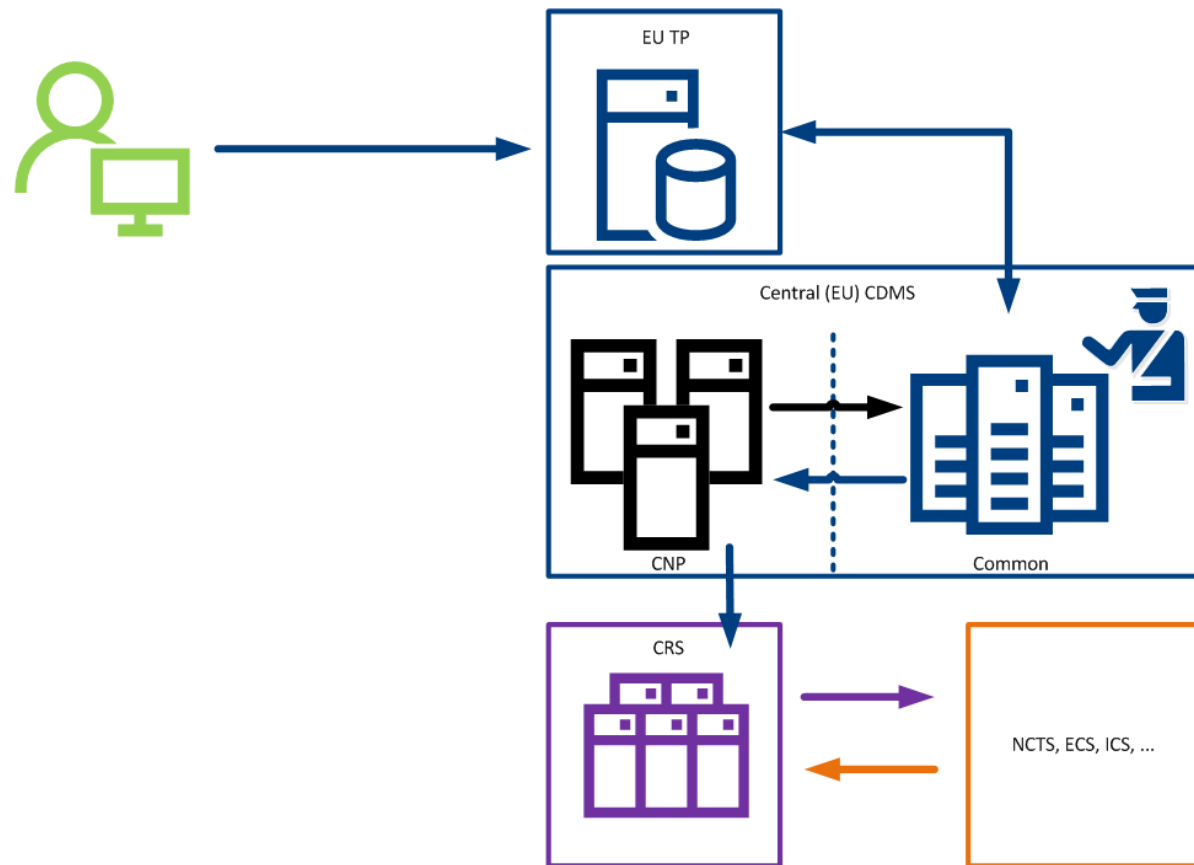 EU TP
Central (EU) CDMS
CNP
Common
CRS
NCTS, ECS, ICS, ...